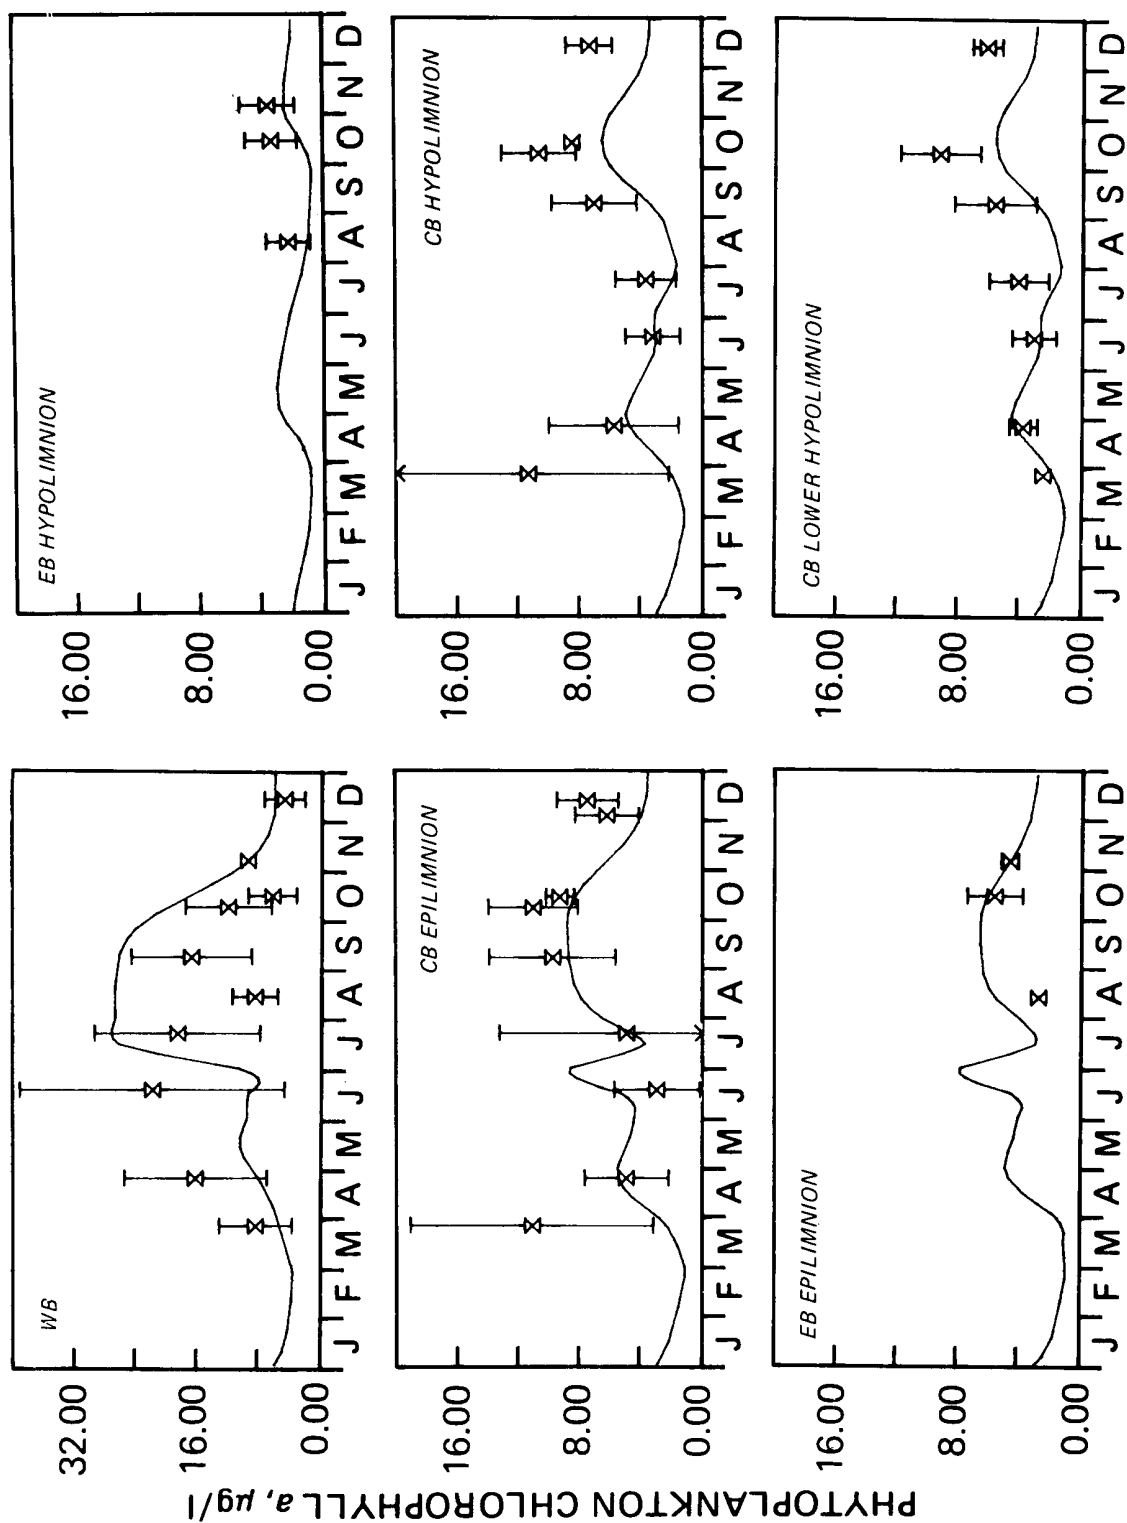 PHYTOPLANKTON CHLOROPHYLL a, µg/l
WB
32.00
16.00
0.00
J F M A M J J A S O N D
EB HYPOLIMNION
16.00
8.00
0.00
J F M A M J J A S O N D
CB EPILIMNION
16.00
8.00
0.00
J F M A M J J A S O N D
CB HYPOLIMNION
16.00
8.00
0.00
J F M A M J J A S O N D
EB EPILIMNION
16.00
8.00
0.00
J F M A M J J A S O N D
CB LOWER HYPOLIMNION
16.00
8.00
0.00
J F M A M J J A S O N D